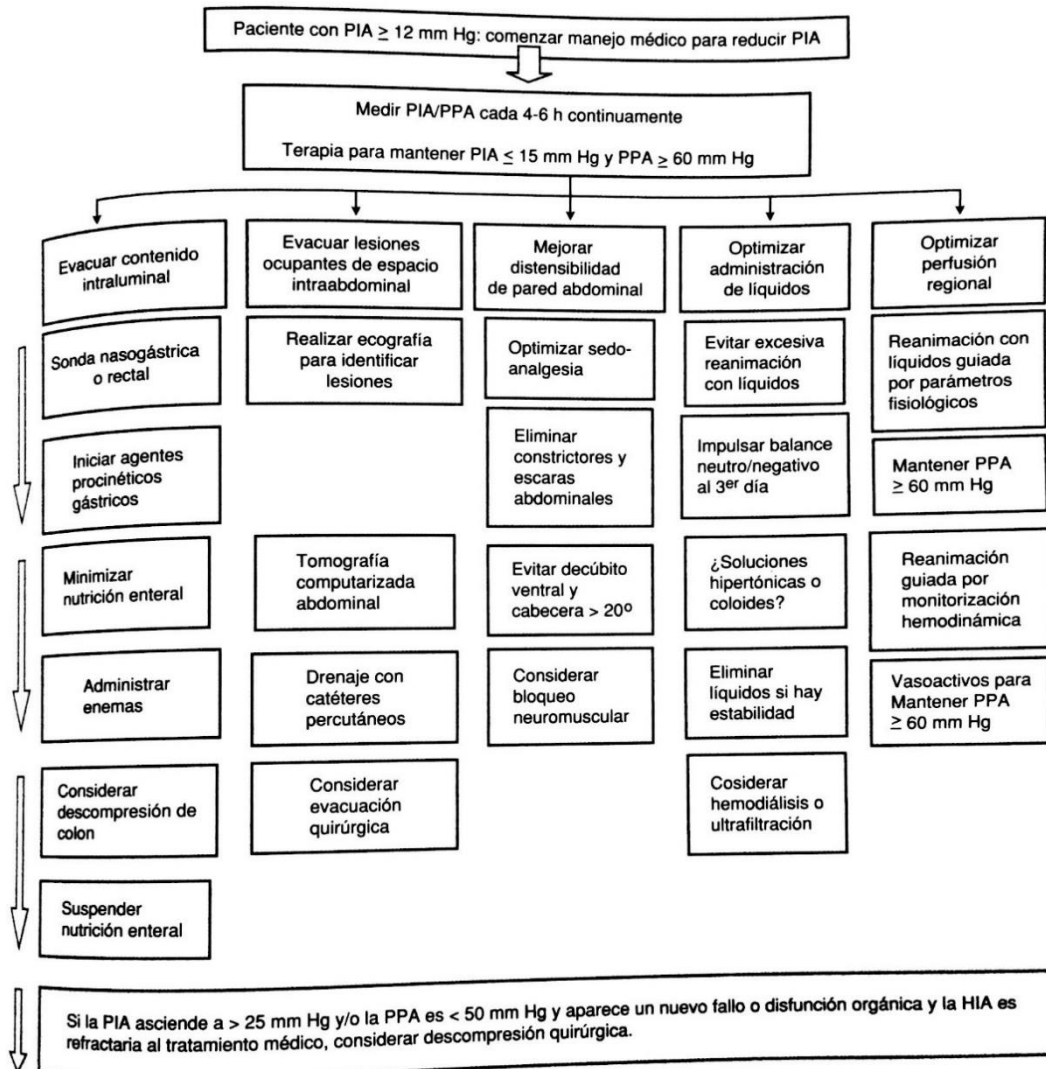 Paciente con PIA ≥ 12 mm Hg: comenzar manejo médico para reducir PIA
Medir PIA/PPA cada 4-6 h continuamente
Terapia para mantener PIA ≤ 15 mm Hg y PPA ≥ 60 mm Hg
Evacuar contenido
intraluminal
Sonda nasogástrica
o rectal
Iniciar agentes
procinéticos
gástricos
Minimizar
nutrición enteral
Administrar
enemas
Considerar
descompresión de
colon
Suspender
nutrición enteral
Evacuar lesiones
ocupantes de espacio
intraabdominal
Realizar ecografía
para identificar
lesiones
Tomografía
computarizada
abdominal
Drenaje con
catéteres
percutáneos
Considerar
evacuación
quirúrgica
Mejorar
distensibilidad
de pared abdominal
Optimizar sedo-
analgesia
Eliminar
constrictores y
escaras
abdominales
Evitar decúbito
ventral y
cabecera > 20º
Considerar
bloqueo
neuromuscular
Optimizar
administración
de líquidos
Evitar excesiva
reanimación
con líquidos
Impulsar balance
neutro/negativo
al 3er día
¿Soluciones
hipertónicas o
coloides?
Eliminar
líquidos si hay
estabilidad
Cosiderar
hemodiálisis o
ultrafiltración
Optimizar
perfusión
regional
Reanimación con
líquidos guiada
por parámetros
fisiológicos
Mantener PPA
≥ 60 mm Hg
Reanimación
guiada por
monitorización
hemodinámica
Vasoactivos para
Mantener PPA
≥ 60 mm Hg
Si la PIA asciende a > 25 mm Hg y/o la PPA es < 50 mm Hg y aparece un nuevo fallo o disfunción orgánica y la HIA es
refractaria al tratamiento médico, considerar descompresión quirúrgica.